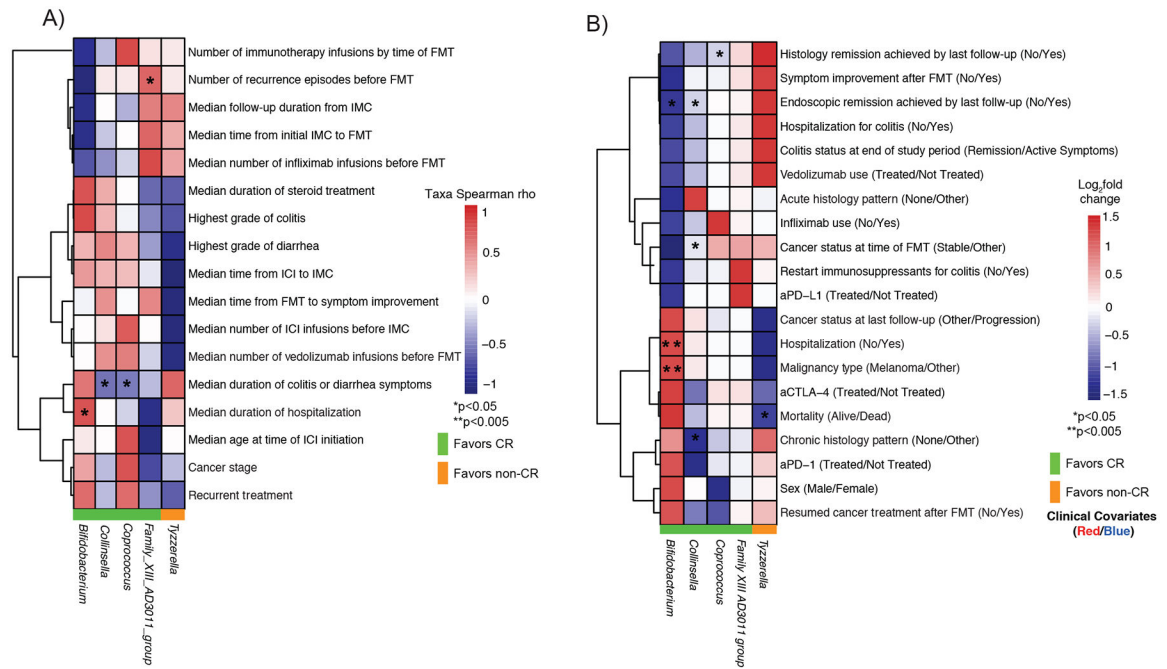 A)
Number of immunotherapy infusions by time of FMT
Number of recurrence episodes before FMT
*
Median follow-up duration from IMC
Median time from initial IMC to FMT
Median number of infliximab infusions before FMT
Median duration of steroid treatment
Highest grade of colitis
Highest grade of diarrhea
Median time from ICI to IMC
Median time from FMT to symptom improvement
Median number of ICI infusions before IMC
Median number of vedolizumab infusions before FMT
* * Median duration of colitis or diarrhea symptoms
* Median duration of hospitalization
Median age at time of ICI initiation
Cancer stage
Recurrent treatment
Bifidobacterium
Collinsella
Coprococcus
Family_XIII_AD3011_group
Tyzzerella
Taxa Spearman rho
1
0.5
0
−0.5
−1
*p<0.05
**p<0.005
Favors CR
Favors non-CR
B)
* Histology remission achieved by last follow-up (No/Yes)
Symptom improvement after FMT (No/Yes)
* * Endoscopic remission achieved by last follw-up (No/Yes)
Hospitalization for colitis (No/Yes)
Colitis status at end of study period (Remission/Active Symptoms)
Vedolizumab use (Treated/Not Treated)
Acute histology pattern (None/Other)
Infliximab use (No/Yes)
* Cancer status at time of FMT (Stable/Other)
Restart immunosuppressants for colitis (No/Yes)
aPD−L1 (Treated/Not Treated)
Cancer status at last follow-up (Other/Progression)
** Hospitalization (No/Yes)
** Malignancy type (Melanoma/Other)
aCTLA−4 (Treated/Not Treated)
* Mortality (Alive/Dead)
* Chronic histology pattern (None/Other)
aPD−1 (Treated/Not Treated)
Sex (Male/Female)
Resumed cancer treatment after FMT (No/Yes)
Bifidobacterium
Collinsella
Coprococcus
Family XIII AD3011 group
Tyzzerella
Log2fold
change
1.5
1
0.5
0
−0.5
−1
−1.5
*p<0.05
**p<0.005
Favors CR
Favors non-CR
Clinical Covariates
(Red/Blue)